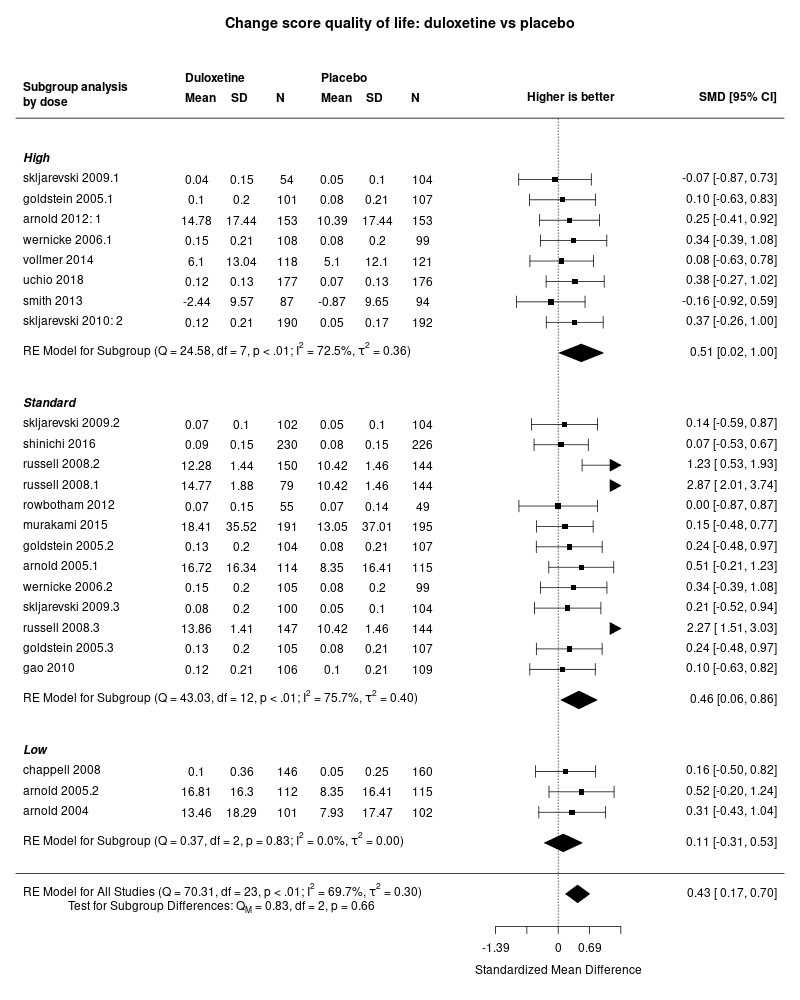 Change score quality of life: duloxetine vs placebo
Subgroup analysis by dose
Duloxetine Placebo
Mean SD N Mean SD N Higher is better SMD [95% CI]
High
skljarevski 2009.1 0.04 0.15 54 0.05 0.1 104 -0.07 [-0.87, 0.73]
goldstein 2005.1 0.1 0.2 101 0.08 0.21 107 0.10 [-0.63, 0.83]
arnold 2012: 1 14.78 17.44 153 10.39 17.44 153 0.25 [-0.41, 0.92]
wernicke 2006.1 0.15 0.21 108 0.08 0.2 99 0.34 [-0.39, 1.08]
vollmer 2014 6.1 13.04 118 5.1 12.1 121 0.08 [-0.63, 0.78]
uchio 2018 0.12 0.13 177 0.07 0.13 176 0.38 [-0.27, 1.02]
smith 2013 -2.44 9.57 87 -0.87 9.65 94 -0.16 [-0.92, 0.59]
skljarevski 2010: 2 0.12 0.21 190 0.05 0.17 192 0.37 [-0.26, 1.00]
RE Model for Subgroup (Q = 24.58, df = 7, p < .01; I² = 72.5%, τ² = 0.36) 0.51 [0.02, 1.00]
Standard
skljarevski 2009.2 0.07 0.1 102 0.05 0.1 104 0.14 [-0.59, 0.87]
shinichi 2016 0.09 0.15 230 0.08 0.15 226 0.07 [-0.53, 0.67]
russell 2008.2 12.28 1.44 150 10.42 1.46 144 1.23 [ 0.53, 1.93]
russell 2008.1 14.77 1.88 79 10.42 1.46 144 2.87 [ 2.01, 3.74]
rowbotham 2012 0.07 0.15 55 0.07 0.14 49 0.00 [-0.87, 0.87]
murakami 2015 18.41 35.52 191 13.05 37.01 195 0.15 [-0.48, 0.77]
goldstein 2005.2 0.13 0.2 104 0.08 0.21 107 0.24 [-0.48, 0.97]
arnold 2005.1 16.72 16.34 114 8.35 16.41 115 0.51 [-0.21, 1.23]
wernicke 2006.2 0.15 0.2 105 0.08 0.2 99 0.34 [-0.39, 1.08]
skljarevski 2009.3 0.08 0.2 100 0.05 0.1 104 0.21 [-0.52, 0.94]
russell 2008.3 13.86 1.41 147 10.42 1.46 144 2.27 [ 1.51, 3.03]
goldstein 2005.3 0.13 0.2 105 0.08 0.21 107 0.24 [-0.48, 0.97]
gao 2010 0.12 0.21 106 0.1 0.21 109 0.10 [-0.63, 0.82]
RE Model for Subgroup (Q = 43.03, df = 12, p < .01; I² = 75.7%, τ² = 0.40) 0.46 [0.06, 0.86]
Low
chappell 2008 0.1 0.36 146 0.05 0.25 160 0.16 [-0.50, 0.82]
arnold 2005.2 16.81 16.3 112 8.35 16.41 115 0.52 [-0.20, 1.24]
arnold 2004 13.46 18.29 101 7.93 17.47 102 0.31 [-0.43, 1.04]
RE Model for Subgroup (Q = 0.37, df = 2, p = 0.83; I² = 0.0%, τ² = 0.00) 0.11 [-0.31, 0.53]
RE Model for All Studies (Q = 70.31, df = 23, p < .01; I² = 69.7%, τ² = 0.30) 0.43 [ 0.17, 0.70]
Test for Subgroup Differences: Q_M = 0.83, df = 2, p = 0.66
-1.39 0 0.69
Standardized Mean Difference